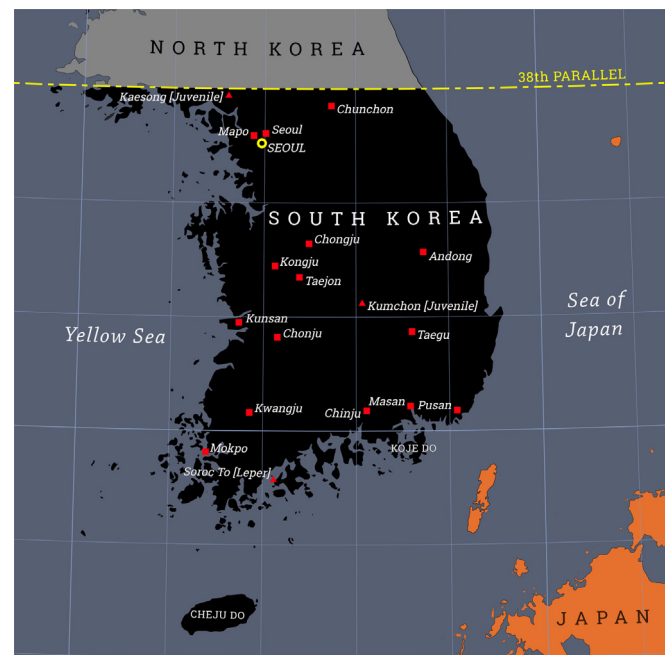 NORTH KOREA
38th PARALLEL
Kaesong [Juvenile]
Chunchon
Mapo
Seoul
SEOUL
SOUTH KOREA
Chongju
Andong
Kongju
Taejon
Kumchon [Juvenile]
Sea of
Japan
Kunsan
Yellow Sea
Chonju
Taegu
Kwangju
Masan
Pusan
Chinju
Mokpo
KOJE DO
Soroc To [Leper]
CHEJU DO
JAPAN